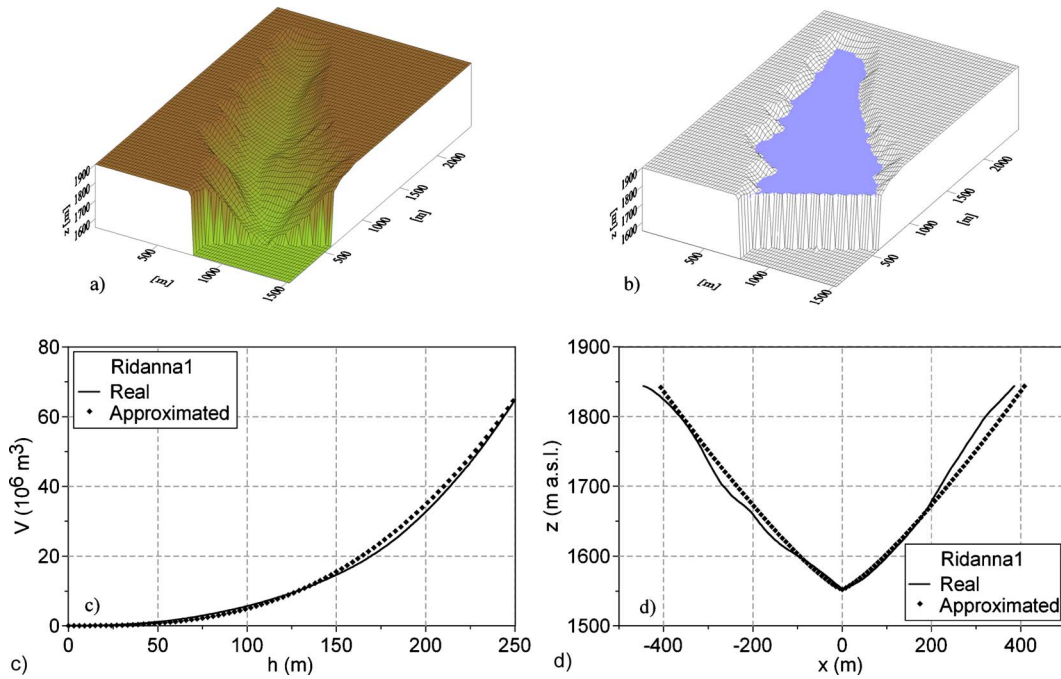 1900
1800
1700
1600
z [m]
500
[m]
1000
1500
500
1000
[m]
1500
2000
a)
1900
1800
1700
1600
z [m]
500
[m]
1000
1500
500
1000
[m]
1500
2000
b)
80
60
40
20
0
V (10⁶ m³)
Ridanna1
Real
Approximated
c)
0
50
100
150
200
250
h (m)
c)
1900
1800
1700
1600
1500
z (m a.s.l.)
Ridanna1
Real
Approximated
d)
-400
-200
0
200
400
x (m)
d)